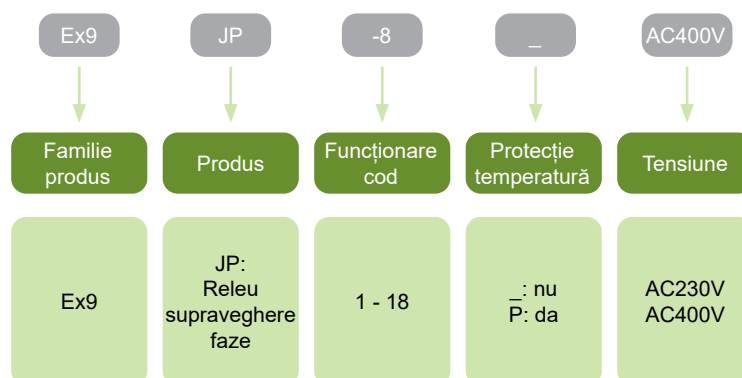 Ex9 JP -8 _ AC400V
Familie produs
Produs
Funcționare cod
Protecție temperatură
Tensiune
Ex9
JP:
Releu
supraveghere
faze
1 - 18
_: nu
P: da
AC230V
AC400V